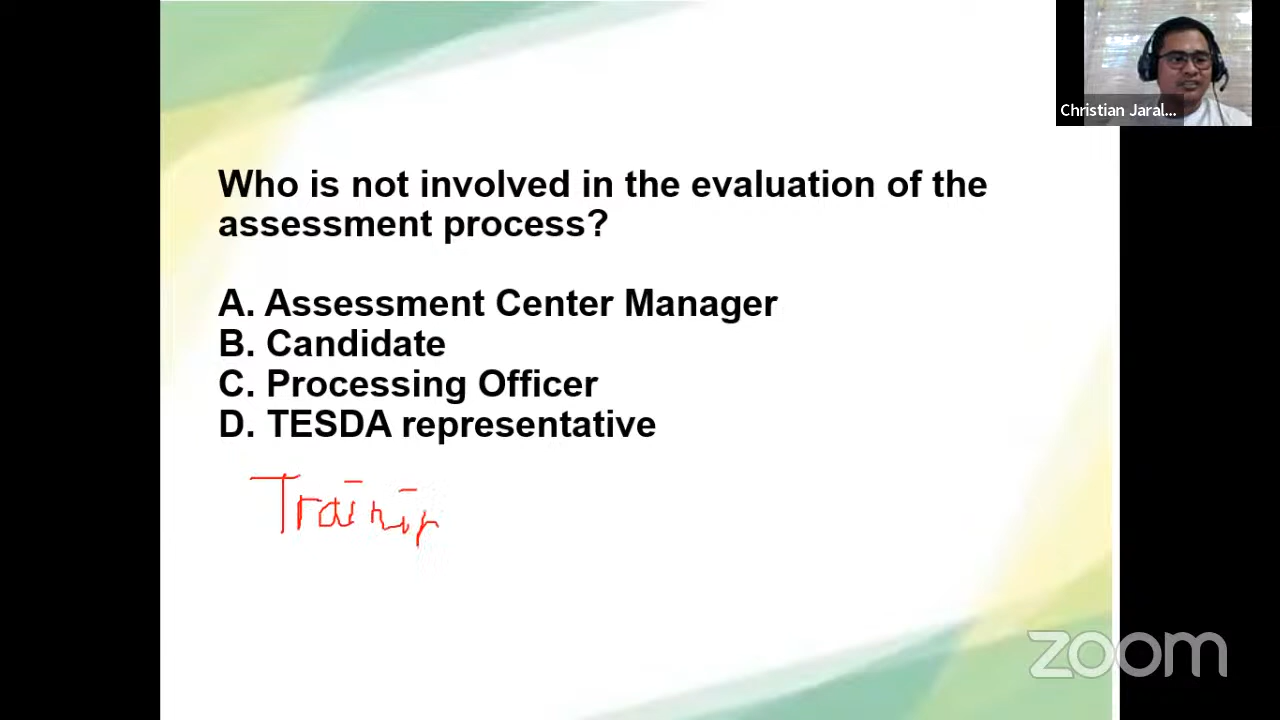 Christian Jaral...
Who is not involved in the evaluation of the
assessment process?
A. Assessment Center Manager
B. Candidate
C. Processing Officer
D. TESDA representative
Trainir
zoom